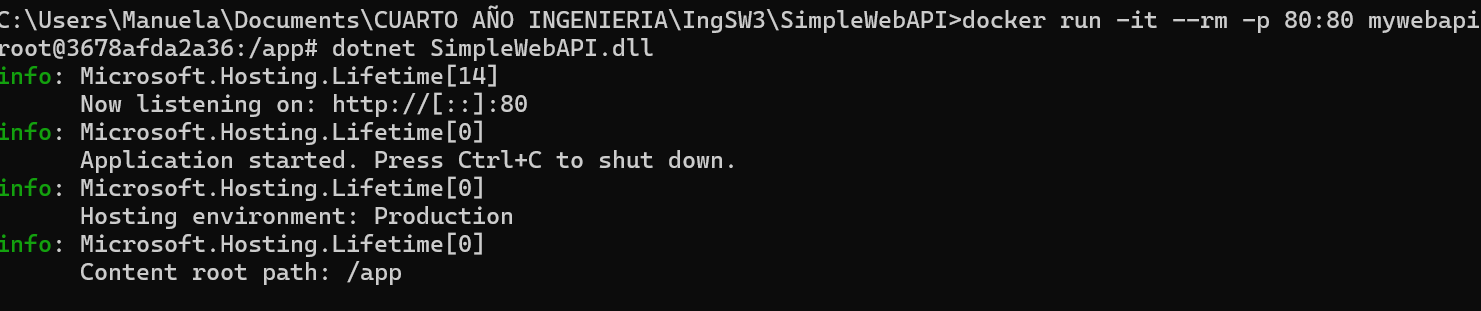 C:\Users\Manuela\Documents\CUARTO AÑO INGENIERIA\IngSW3\SimpleWebAPI>docker run -it --rm -p 80:80 mywebapi
root@3678afda2a36:/app# dotnet SimpleWebAPI.dll
info: Microsoft.Hosting.Lifetime[14]
      Now listening on: http://[::]:80
info: Microsoft.Hosting.Lifetime[0]
      Application started. Press Ctrl+C to shut down.
info: Microsoft.Hosting.Lifetime[0]
      Hosting environment: Production
info: Microsoft.Hosting.Lifetime[0]
      Content root path: /app